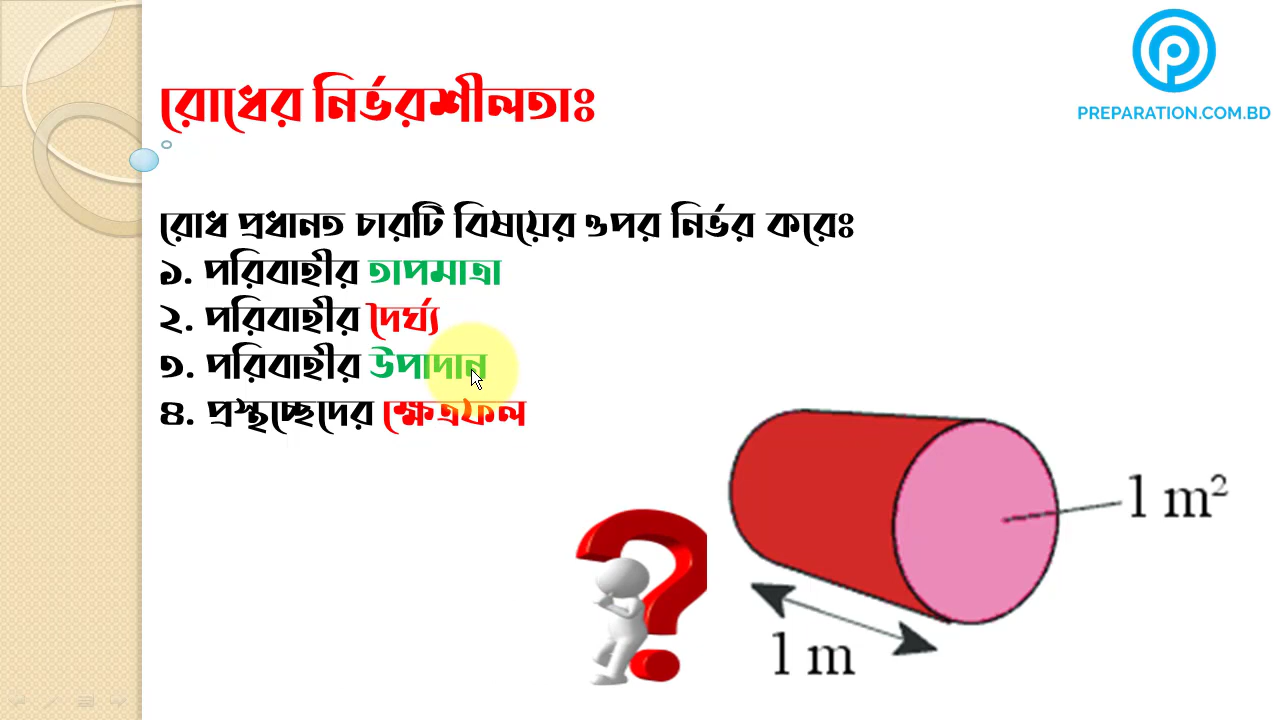 PREPARATION.COM.BD
রোধের নির্ভরশীলতাঃ
রোধ প্রধানত চারটি বিষয়ের ওপর নির্ভর করেঃ
১. পরিবাহীর তাপমাত্রা
২. পরিবাহীর দৈর্ঘ্য
৩. পরিবাহীর উপাদান
৪. প্রস্থচ্ছেদের ক্ষেত্রফল
1 m²
1 m